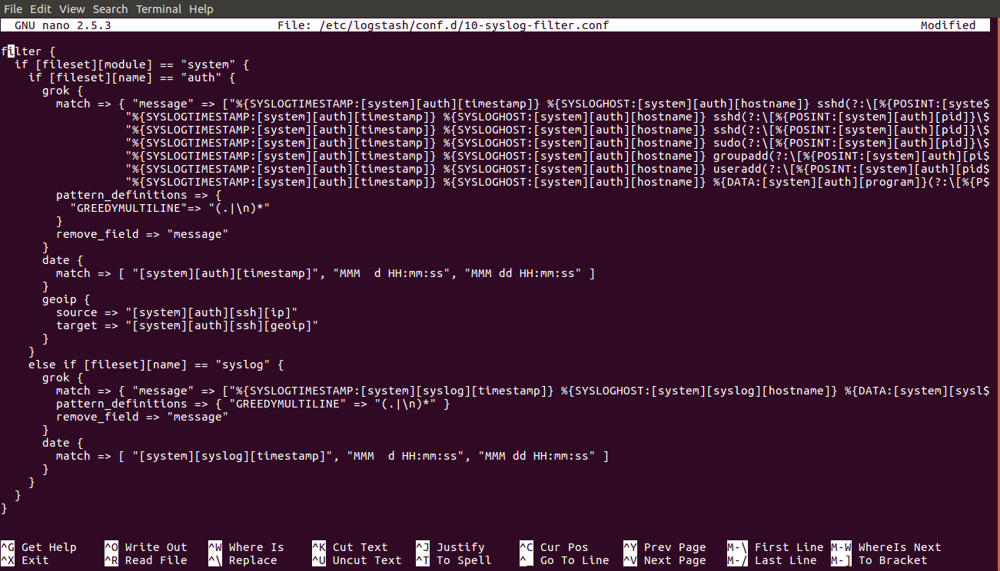 File Edit View Search Terminal Help
GNU nano 2.5.3 File: /etc/logstash/conf.d/10-syslog-filter.conf Modified
filter {
  if [fileset][module] == "system" {
    if [fileset][name] == "auth" {
      grok {
        match => { "message" => ["%{SYSLOGTIMESTAMP:[system][auth][timestamp]} %{SYSLOGHOST:[system][auth][hostname]} sshd(?:\[%{POSINT:[syste$
                  "%{SYSLOGTIMESTAMP:[system][auth][timestamp]} %{SYSLOGHOST:[system][auth][hostname]} sshd(?:\[%{POSINT:[system][auth][pid]}\$
                  "%{SYSLOGTIMESTAMP:[system][auth][timestamp]} %{SYSLOGHOST:[system][auth][hostname]} sshd(?:\[%{POSINT:[system][auth][pid]}\$
                  "%{SYSLOGTIMESTAMP:[system][auth][timestamp]} %{SYSLOGHOST:[system][auth][hostname]} sudo(?:\[%{POSINT:[system][auth][pid]}\$
                  "%{SYSLOGTIMESTAMP:[system][auth][timestamp]} %{SYSLOGHOST:[system][auth][hostname]} groupadd(?:\[%{POSINT:[system][auth][pi$
                  "%{SYSLOGTIMESTAMP:[system][auth][timestamp]} %{SYSLOGHOST:[system][auth][hostname]} useradd(?:\[%{POSINT:[system][auth][pid$
                  "%{SYSLOGTIMESTAMP:[system][auth][timestamp]} %{SYSLOGHOST:[system][auth][hostname]} %{DATA:[system][auth][program]}(?:\[%{P$
        pattern_definitions => {
          "GREEDYMULTILINE"=> "(.|\n)*"
        }
        remove_field => "message"
      }
      date {
        match => [ "[system][auth][timestamp]", "MMM  d HH:mm:ss", "MMM dd HH:mm:ss" ]
      }
      geoip {
        source => "[system][auth][ssh][ip]"
        target => "[system][auth][ssh][geoip]"
      }
    }
    else if [fileset][name] == "syslog" {
      grok {
        match => { "message" => ["%{SYSLOGTIMESTAMP:[system][syslog][timestamp]} %{SYSLOGHOST:[system][syslog][hostname]} %{DATA:[system][sysl$
        pattern_definitions => { "GREEDYMULTILINE" => "(.|\n)*" }
        remove_field => "message"
      }
      date {
        match => [ "[system][syslog][timestamp]", "MMM  d HH:mm:ss", "MMM dd HH:mm:ss" ]
      }
    }
  }
}
^G Get Help ^O Write Out ^W Where Is ^K Cut Text ^J Justify ^C Cur Pos ^Y Prev Page M-\ First Line M-W WhereIs Next
^X Exit ^R Read File ^\ Replace ^U Uncut Text ^T To Spell ^_ Go To Line ^V Next Page M-/ Last Line M-] To Bracket